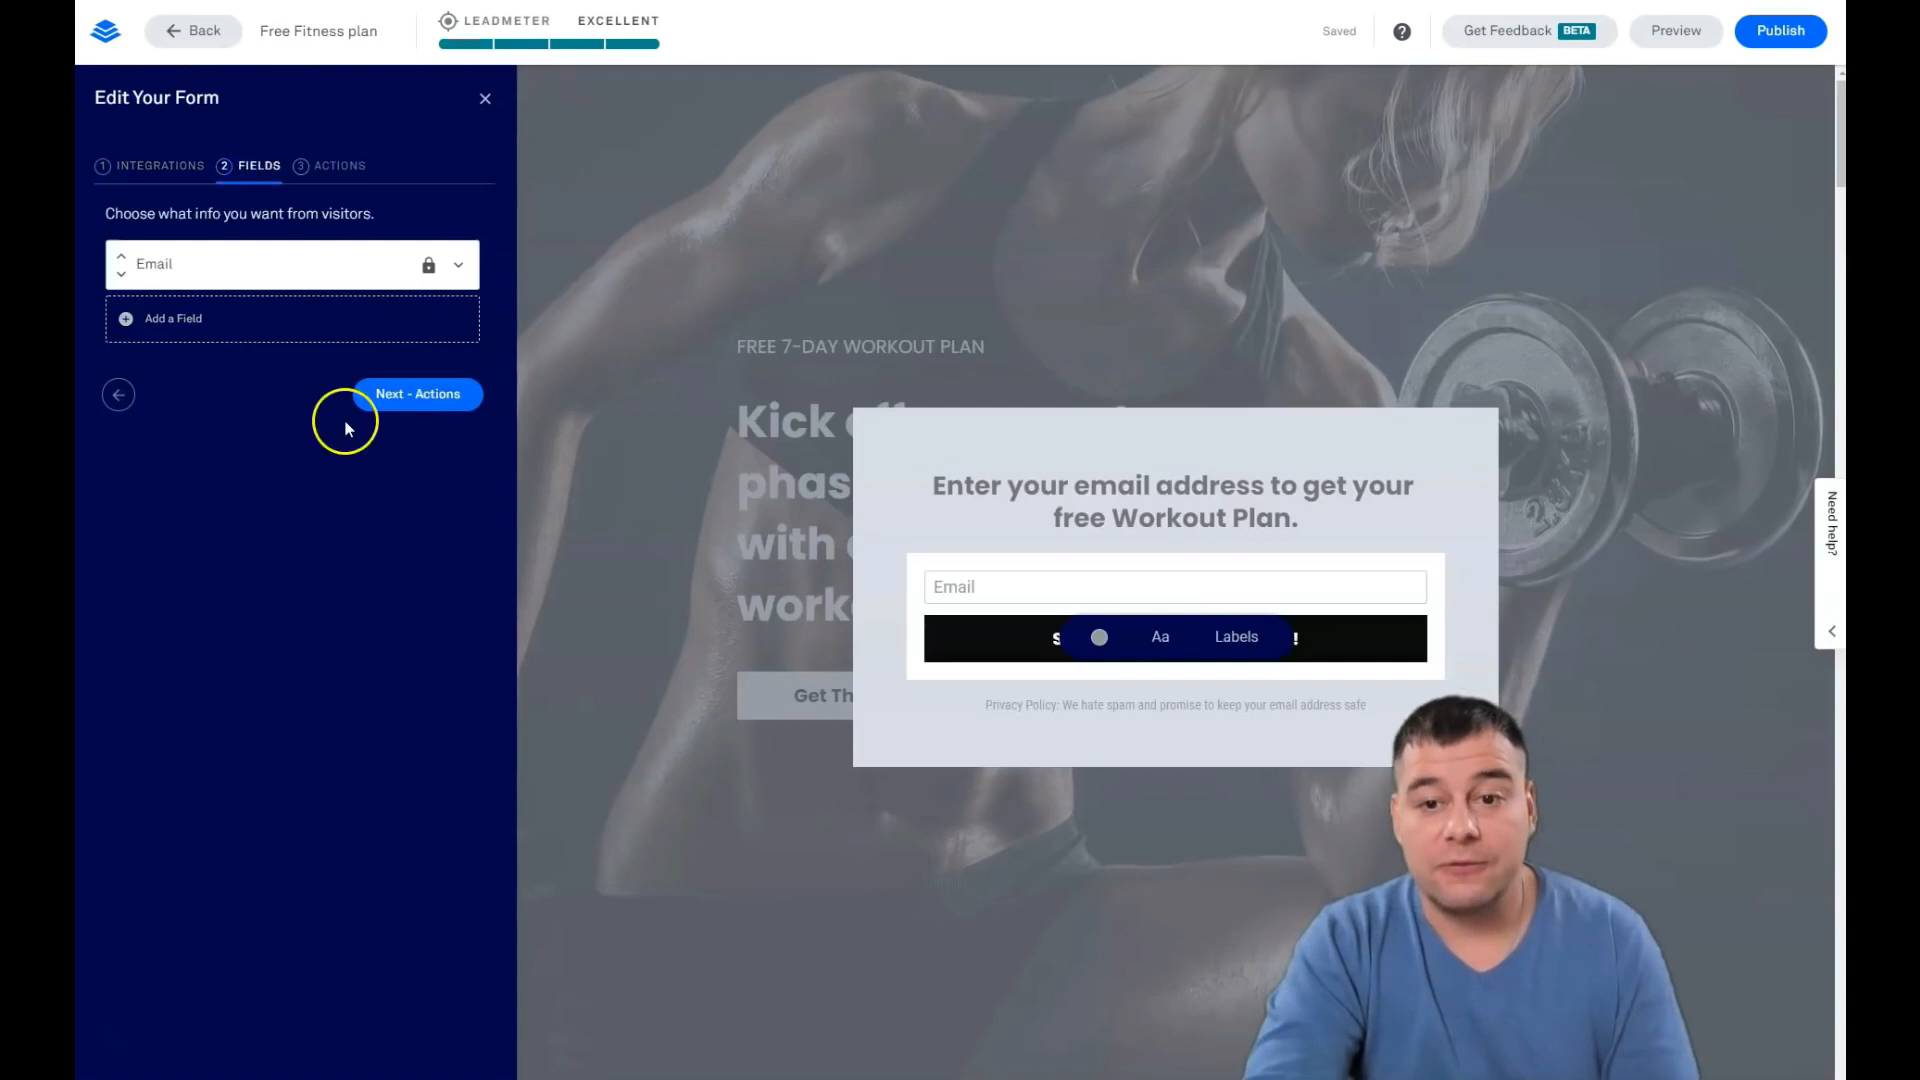 Back
Free Fitness plan
LEADMETER EXCELLENT
Saved
Get Feedback BETA
Preview
Publish
Edit Your Form
1 INTEGRATIONS 2 FIELDS 3 ACTIONS
Choose what info you want from visitors.
Email
Add a Field
Next - Actions
FREE 7-DAY WORKOUT PLAN
Kick
phas
with
work
Get Th
Enter your email address to get your
free Workout Plan.
Email
Aa Labels !
Privacy Policy: We hate spam and promise to keep your email address safe
Need help?